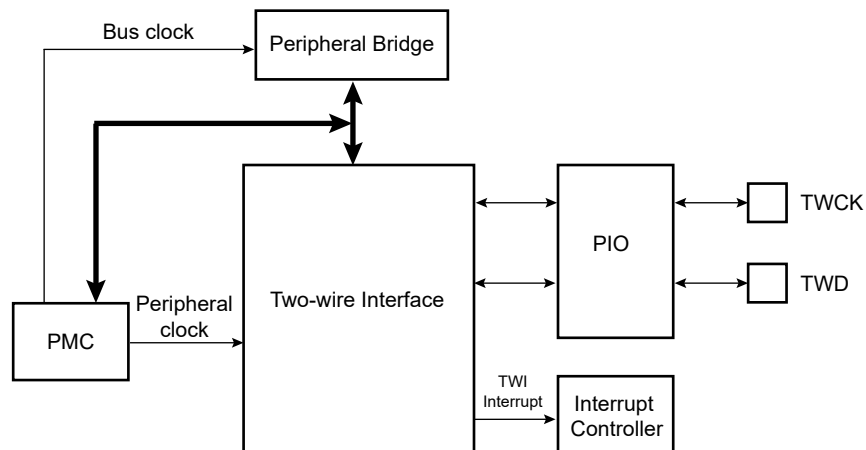 Bus clock
Peripheral Bridge
TWCK
PIO
TWD
Two-wire Interface
Peripheral
clock
PMC
TWI
Interrupt
Interrupt
Controller